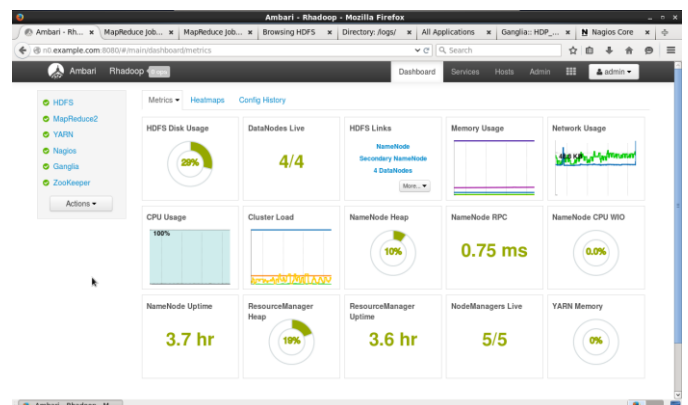 Ambari - Rhadoop - Mozilla Firefox
Ambari - Rh... x MapReduce Job... x MapReduce Job... x Browsing HDFS x Directory: /logs/ x All Applications x Ganglia:: HDP_... x N Nagios Core x
n0.example.com:8080/#/main/dashboard/metrics
Search
Ambari Rhadoop 0 ops Dashboard Services Hosts Admin admin
HDFS
MapReduce2
YARN
Nagios
Ganglia
ZooKeeper
Actions
Metrics Heatmaps Config History
HDFS Disk Usage
29%
DataNodes Live
4/4
HDFS Links
NameNode
Secondary NameNode
4 DataNodes
More...
Memory Usage
Network Usage
CPU Usage
100%
Cluster Load
NameNode Heap
10%
NameNode RPC
0.75 ms
NameNode CPU WIO
0.0%
NameNode Uptime
3.7 hr
ResourceManager
Heap
19%
ResourceManager
Uptime
3.6 hr
NodeManagers Live
5/5
YARN Memory
0%